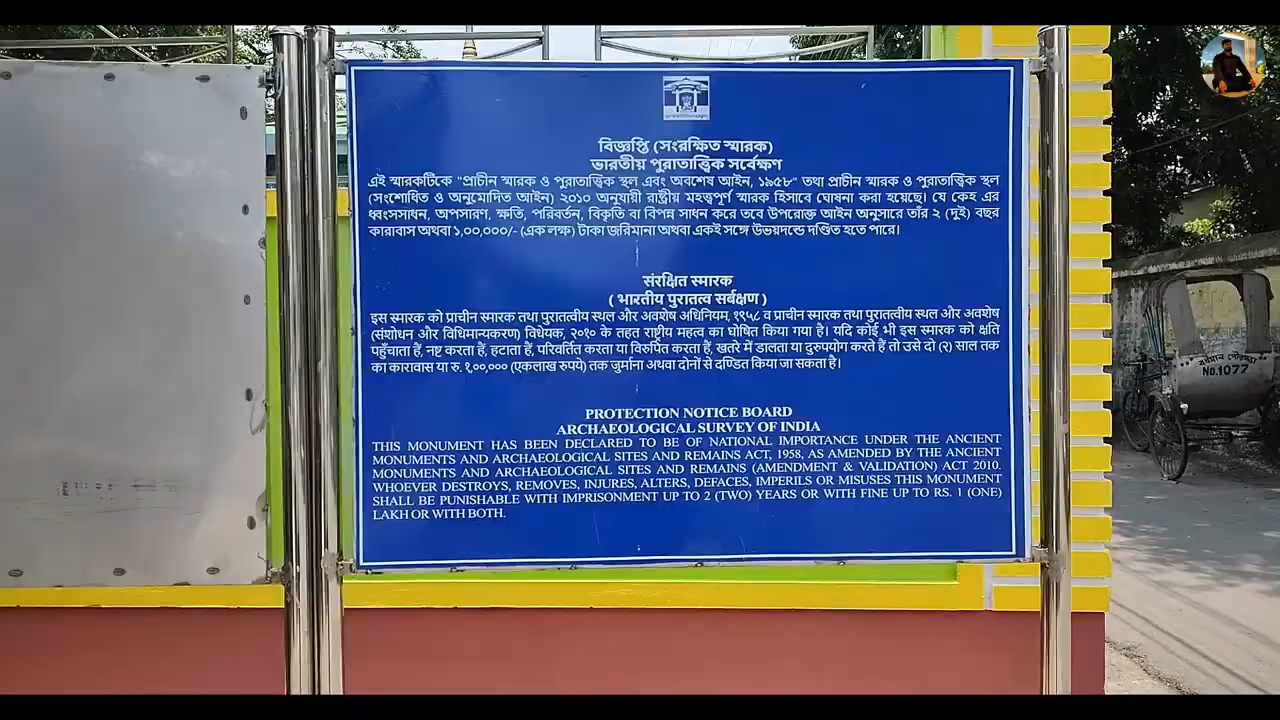 বিজ্ঞপ্তি (সংরক্ষিত স্মারক)
ভারতীয় পুরাতাত্ত্বিক সর্বেক্ষণ
এই স্মারকটিকে "প্রাচীন স্মারক ও পুরাতাত্ত্বিক স্থল এবং অবশেষ আইন, ১৯৫৮" তথা প্রাচীন স্মারক ও পুরাতাত্ত্বিক স্থল
(সংশোধিত ও অনুমোদিত আইন) ২০১০ অনুযায়ী রাষ্ট্রীয় মহত্ত্বপূর্ণ স্মারক হিসাবে ঘোষনা করা হয়েছে। যে কেহ এর
ধ্বংসসাধন, অপসারণ, ক্ষতি, পরিবর্তন, বিকৃতি বা বিপন্ন সাধন করে তবে উপরোক্ত আইন অনুসারে তাঁর ২ (দুই) বছর
কারাবাস অথবা ১,০০,০০০/- (এক লক্ষ) টাকা জরিমানা অথবা একই সঙ্গে উভয়দন্ডে দণ্ডিত হতে পারে।
संरक्षित स्मारक
( भारतीय पुरातत्व सर्बक्षण )
इस स्मारक को प्राचीन स्मारक तथा पुरातत्वीय स्थल और अवशेष अधिनियम, १९५८ व प्राचीन स्मारक तथा पुरातत्वीय स्थल और अवशेष
(संशोधन और विधिमान्यकरण) विधेयक, २०१० के तहत राष्ट्रीय महत्व का घोषित किया गया है। यदि कोई भी इस स्मारक को क्षति
पहुँचाता हैं, नष्ट करता हैं, हटाता हैं, परिवर्तित करता या विरुपित करता हैं, खतरे में डालता या दुरुपयोग करते हैं तो उसे दो (२) साल तक
का कारावास या रु. १,००,००० (एकलाख रुपये) तक जुर्माना अथवा दोनों से दण्डित किया जा सकता है।
PROTECTION NOTICE BOARD
ARCHAEOLOGICAL SURVEY OF INDIA
THIS MONUMENT HAS BEEN DECLARED TO BE OF NATIONAL IMPORTANCE UNDER THE ANCIENT
MONUMENTS AND ARCHAEOLOGICAL SITES AND REMAINS ACT, 1958, AS AMENDED BY THE ANCIENT
MONUMENTS AND ARCHAEOLOGICAL SITES AND REMAINS (AMENDMENT & VALIDATION) ACT 2010.
WHOEVER DESTROYS, REMOVES, INJURES, ALTERS, DEFACES, IMPERILS OR MISUSES THIS MONUMENT
SHALL BE PUNISHABLE WITH IMPRISONMENT UP TO 2 (TWO) YEARS OR WITH FINE UP TO RS. 1 (ONE)
LAKH OR WITH BOTH.
বর্ধমান পৌরসভা
No.1077